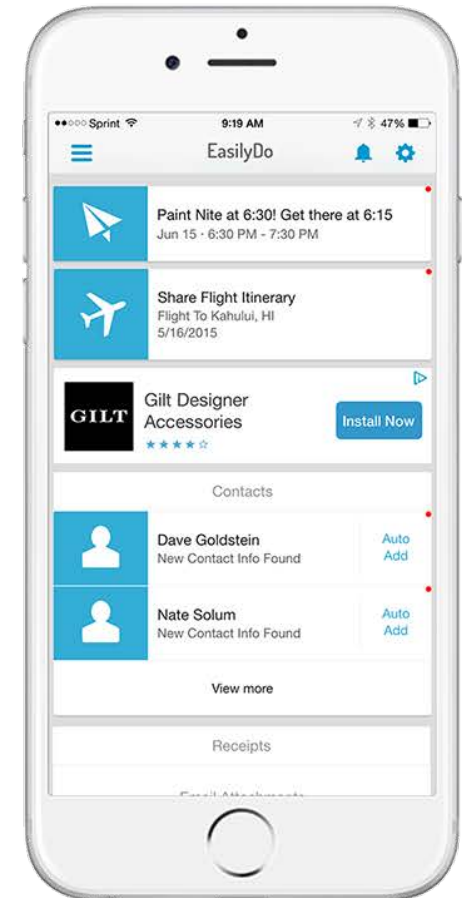 Sprint 9:19 AM 47%
EasilyDo
Paint Nite at 6:30! Get there at 6:15
Jun 15 · 6:30 PM - 7:30 PM
Share Flight Itinerary
Flight To Kahului, HI
5/16/2015
GILT
Gilt Designer
Accessories
Install Now
Contacts
Dave Goldstein
New Contact Info Found
Auto
Add
Nate Solum
New Contact Info Found
Auto
Add
View more
Receipts
Email Attachments